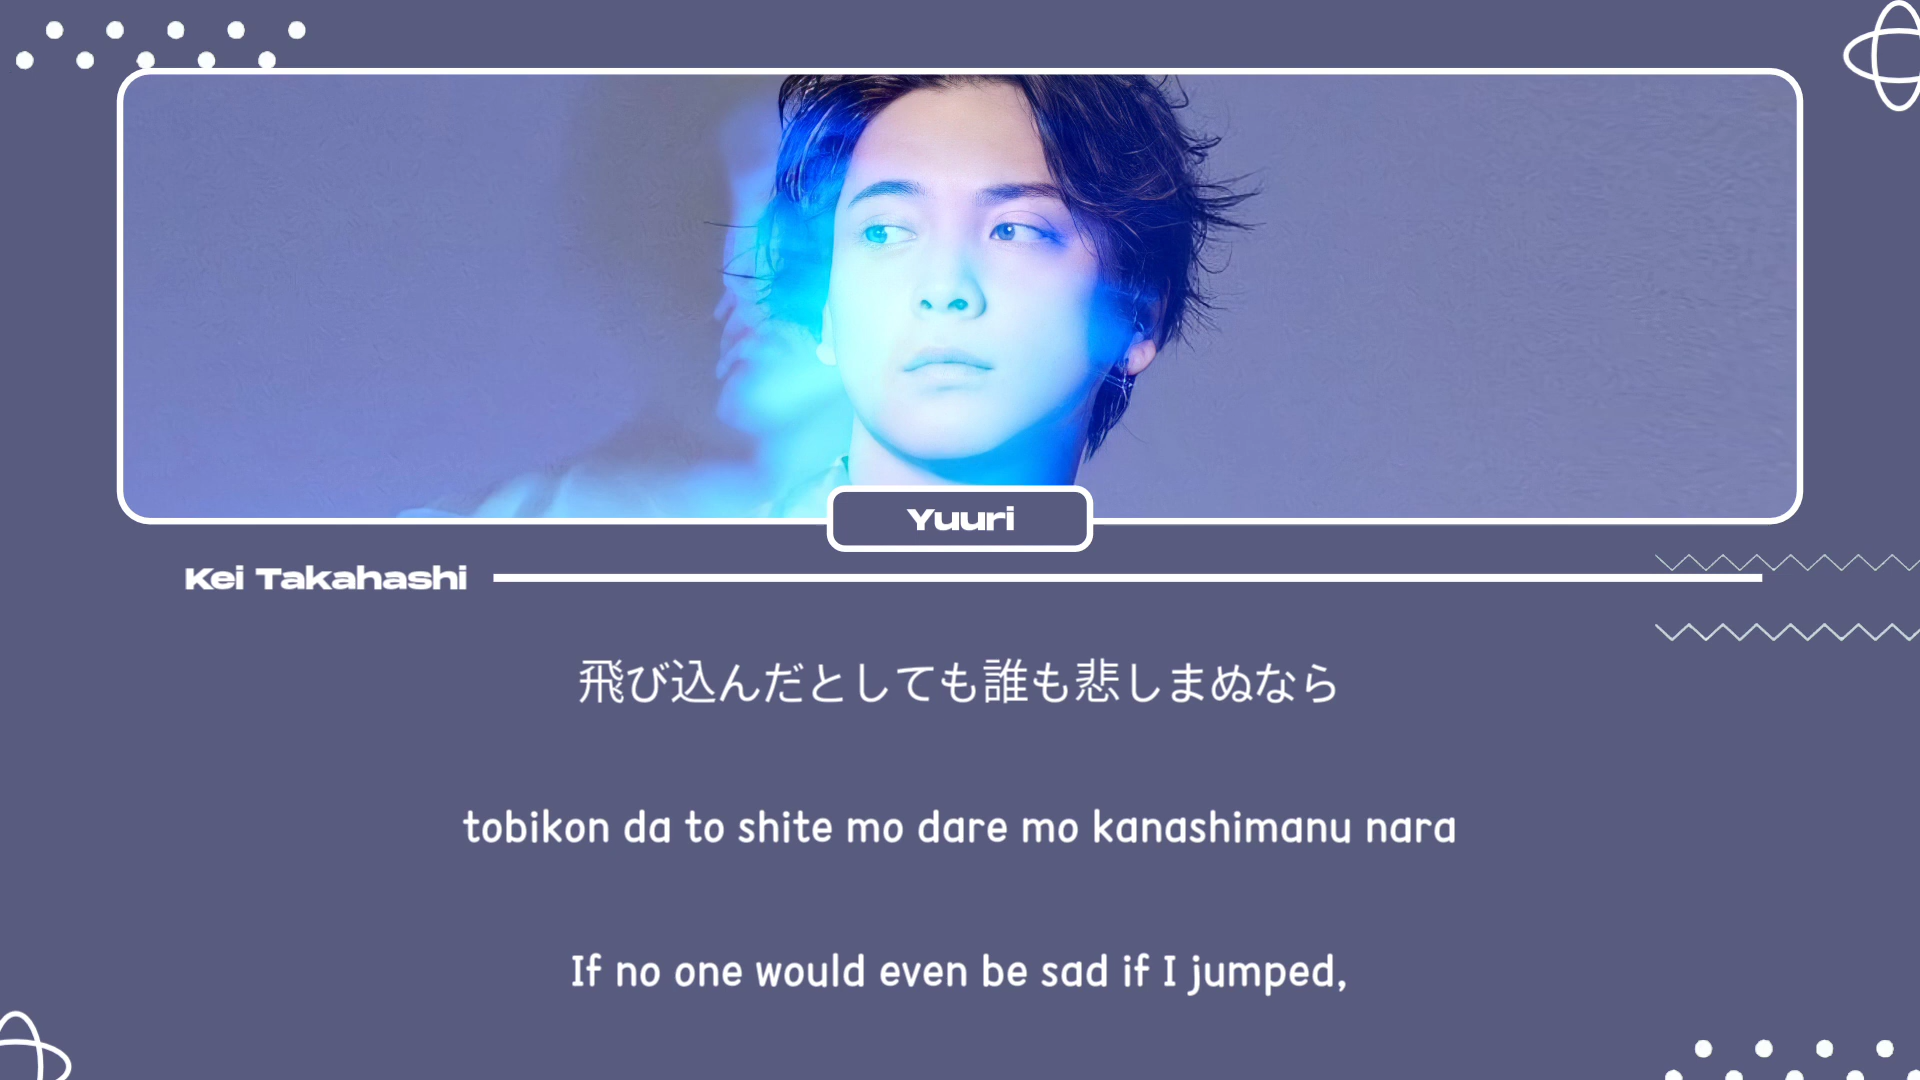 Yuuri
Kei Takahashi
飛び込んだとしても誰も悲しまぬなら
tobikon da to shite mo dare mo kanashimanu nara
If no one would even be sad if I jumped,